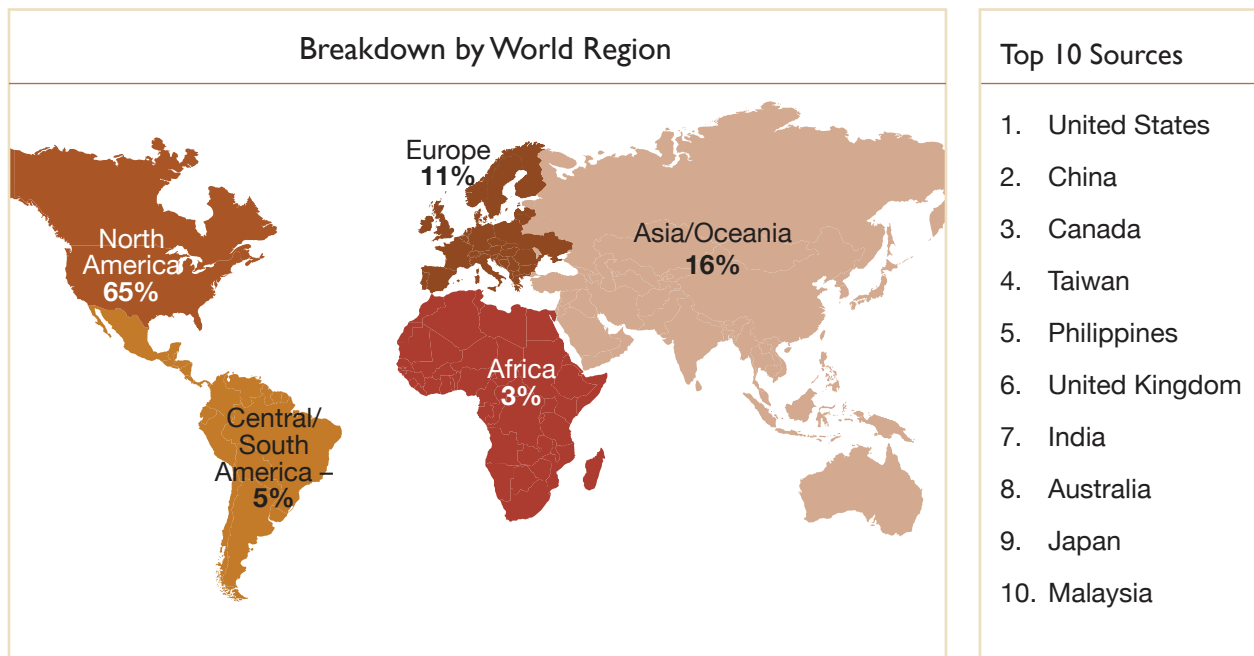 Breakdown by World Region
North
America
65%
Europe
11%
Asia/Oceania
16%
Africa
3%
Central/
South
America –
5%
Top 10 Sources
1. United States
2. China
3. Canada
4. Taiwan
5. Philippines
6. United Kingdom
7. India
8. Australia
9. Japan
10. Malaysia